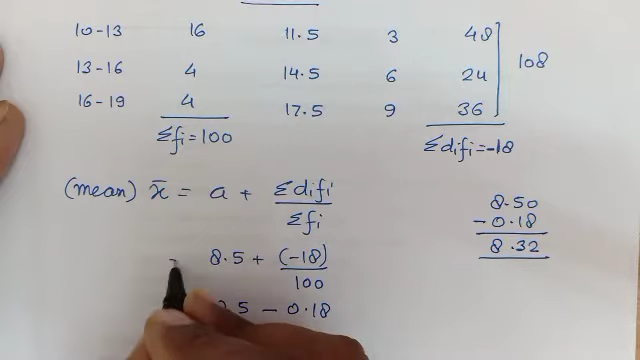 10-13 16 11.5 3 48
13-16 4 14.5 6 24 108
16-19 4 17.5 9 36
Σfi = 100 Σdifi = -18
(mean) x̄ = a + Σdifi / Σfi
8.5 + (-18) / 100
.5 - 0.18
8.50
- 0.18
8.32